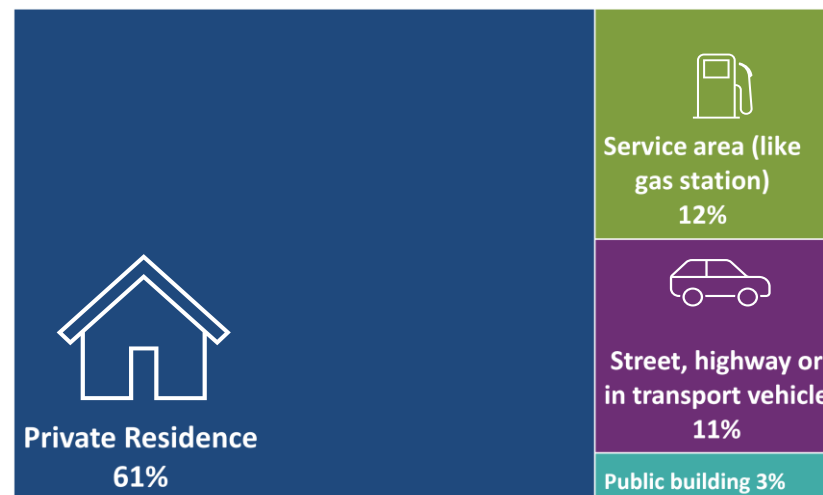 Private Residence
61%
Service area (like
gas station)
12%
Street, highway or
in transport vehicle
11%
Public building 3%